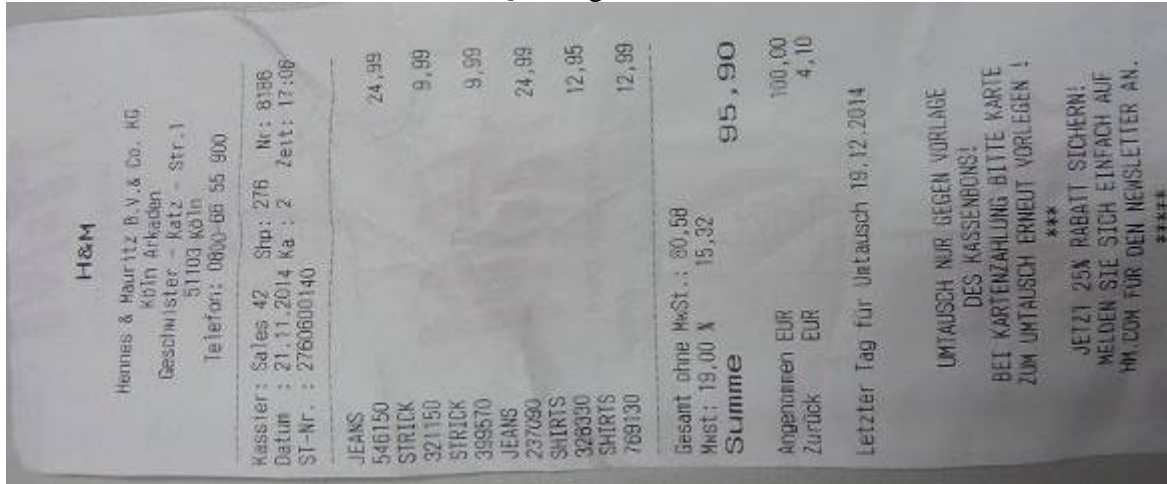 H&M
Hennes & Mauritz B.V.& Co. KG
Köln Arkaden
Geschwister - Katz - Str.1
51103 Köln
Telefon: 0800-66 55 900
Kassier: Sales 42 Shp: 276 Nr: 8186
Datum : 21.11.2014 Ka : 2 Zeit: 17:06
ST-Nr. : 2760600140
JEANS 24,99
546150
STRICK 9,99
321150
STRICK 9,99
399570
JEANS 24,99
237090
SHIRTS 12,95
328330
SHIRTS 12,99
769130
Gesamt ohne MwSt.: 80,58
Mwst: 19,00 % 15,32
Summe 95,90
Angenommen EUR 100,00
Zurück EUR 4,10
Letzter Tag für Umtausch 19.12.2014
UMTAUSCH NUR GEGEN VORLAGE
DES KASSENBONS!
BEI KARTENZAHLUNG BITTE KARTE
ZUM UMTAUSCH ERNEUT VORLEGEN !
***
JETZT 25% RABATT SICHERN!
MELDEN SIE SICH EINFACH AUF
HM.COM FÜR DEN NEWSLETTER AN.
*****